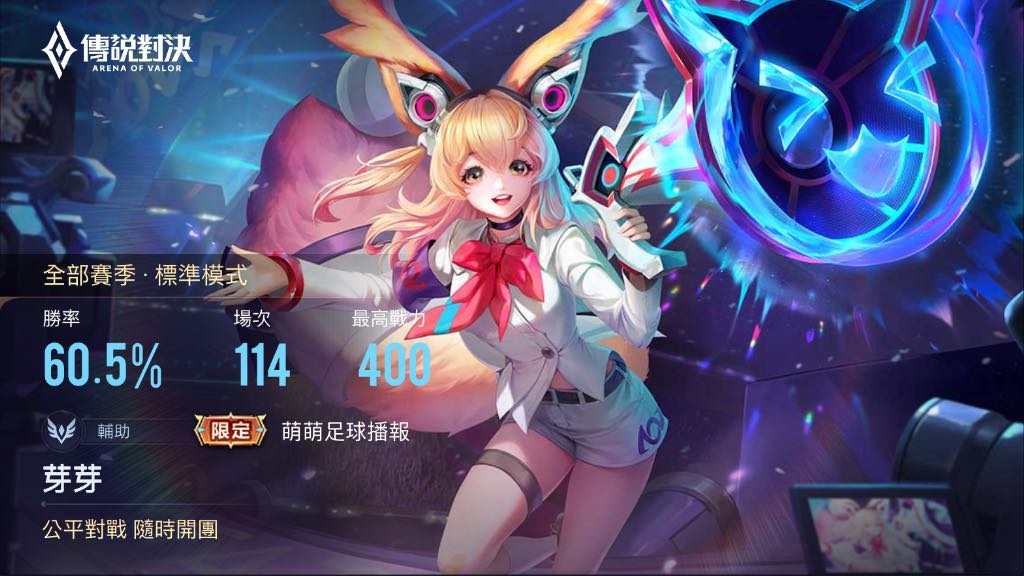 傳説對決
ARENA OF VALOR
全部賽季 · 標準模式
勝率 場次 最高戰力
60.5% 114 400
輔助 限定 萌萌足球播報
芽芽
公平對戰 隨時開團